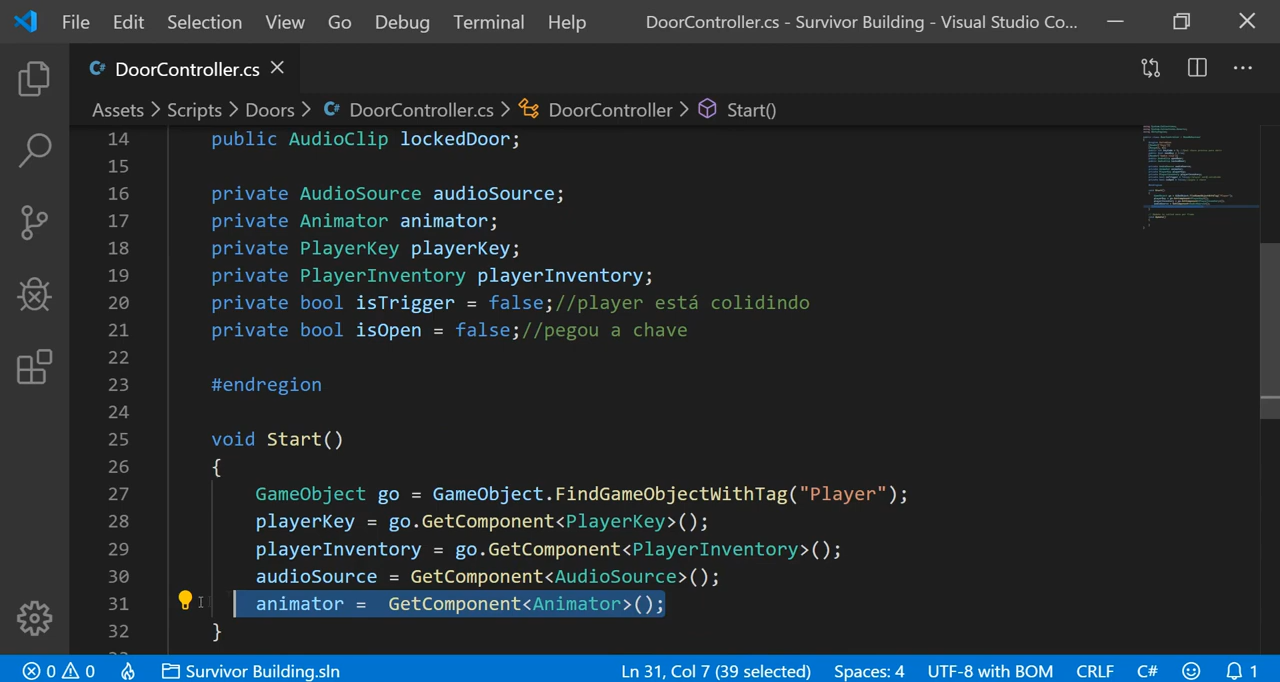 File Edit Selection View Go Debug Terminal Help DoorController.cs - Survivor Building - Visual Studio Co...
DoorController.cs
Assets > Scripts > Doors > DoorController.cs > DoorController > Start()
14 public AudioClip lockedDoor;
15
16 private AudioSource audioSource;
17 private Animator animator;
18 private PlayerKey playerKey;
19 private PlayerInventory playerInventory;
20 private bool isTrigger = false;//player está colidindo
21 private bool isOpen = false;//pegou a chave
22
23 #endregion
24
25 void Start()
26 {
27 GameObject go = GameObject.FindGameObjectWithTag("Player");
28 playerKey = go.GetComponent<PlayerKey>();
29 playerInventory = go.GetComponent<PlayerInventory>();
30 audioSource = GetComponent<AudioSource>();
31 animator =  GetComponent<Animator>();
32 }
0 0 Survivor Building.sln Ln 31, Col 7 (39 selected) Spaces: 4 UTF-8 with BOM CRLF C# 1